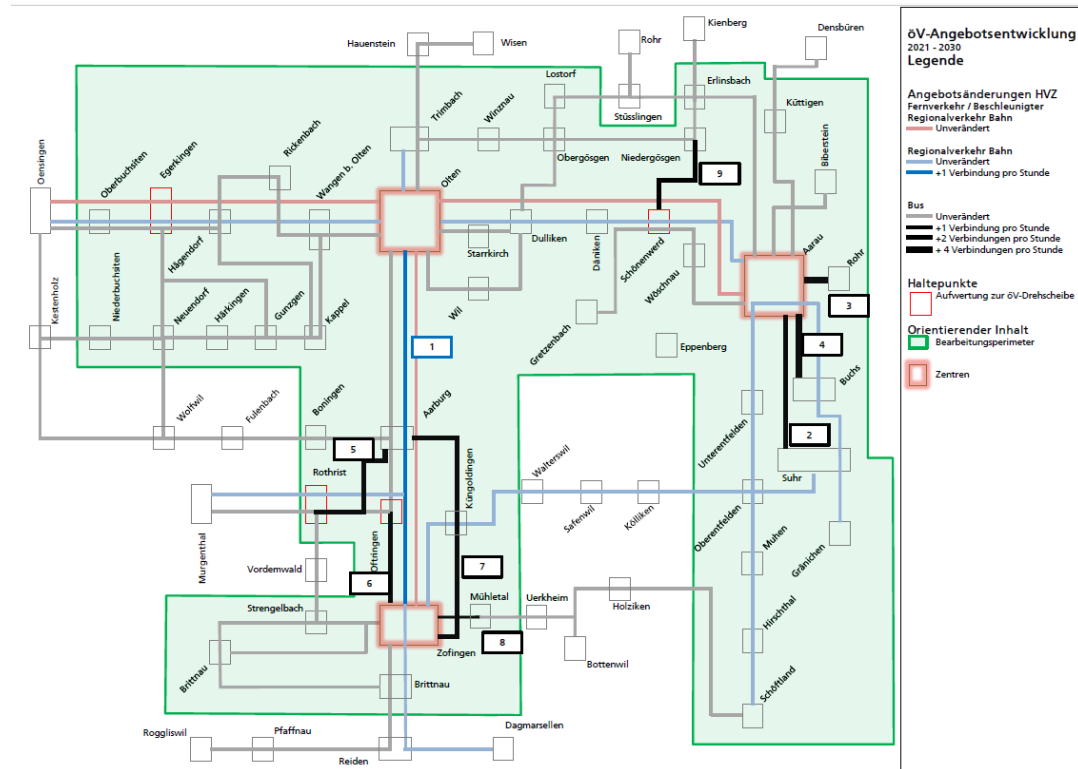 Kienberg
Densbüren
Hauenstein
Wisen
Rohr
Lostorf
Erlinsbach
Trimbach
Winznau
Stüsslingen
Küttigen
Rickenbach
Obergösgen
Niedergösgen
Biberstein
Oensingen
Oberbuchsiten
Egerkingen
Wangen b. Olten
Olten
9
Hägendorf
Starrkirch
Dulliken
Däniken
Schönenwerd
Wöschnau
Aarau
Rohr
3
Kestenholz
Niederbuchsiten
Neuendorf
Härkingen
Gunzgen
Kappel
Wil
Gretzenbach
Eppenberg
1
4
Buchs
Wolfwil
Fulenbach
Boningen
Aarburg
5
2
Unterentfelden
Suhr
Rothrist
Küngoldingen
Walterswil
Safenwil
Kölliken
Oberentfelden
Muhen
Gränichen
Murgenthal
Oftringen
Vordemwald
6
7
Strengelbach
Mühletal
Uerkheim
Holziken
8
Hirschthal
Zofingen
Bottenwil
Brittnau
Brittnau
Schöftland
Roggliswil
Pfaffnau
Reiden
Dagmarsellen
öV-Angebotsentwicklung
2021 - 2030
Legende
Angebotsänderungen HVZ
Fernverkehr / Beschleunigter
Regionalverkehr Bahn
Unverändert
Regionalverkehr Bahn
Unverändert
+1 Verbindung pro Stunde
Bus
Unverändert
+1 Verbindung pro Stunde
+2 Verbindungen pro Stunde
+ 4 Verbindungen pro Stunde
Haltepunkte
Aufwertung zur öV-Drehscheibe
Orientierender Inhalt
Bearbeitungsperimeter
Zentren